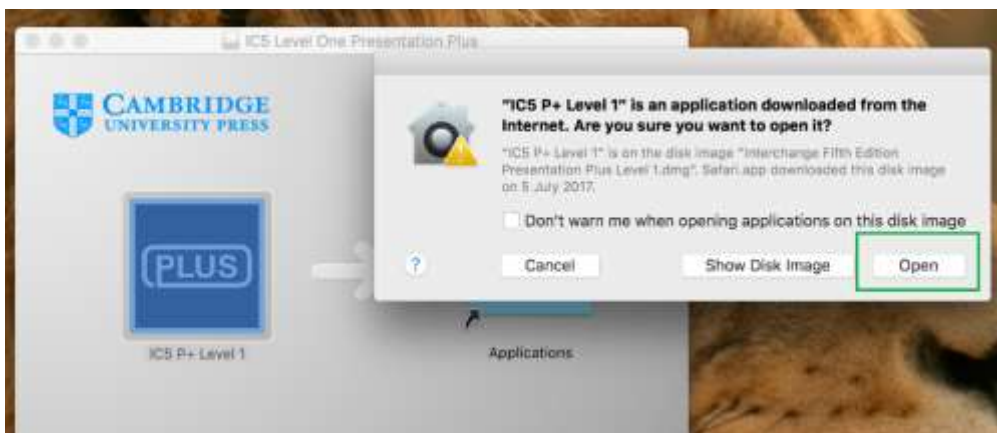 IC5 Level One Presentation Plus
CAMBRIDGE
UNIVERSITY PRESS
"IC5 P+ Level 1" is an application downloaded from the
Internet. Are you sure you want to open it?
"IC5 P+ Level 1" is on the disk image "Interchange Fifth Edition
Presentation Plus Level 1.dmg". Safari.app downloaded this disk image
on 5 July 2017.
Don't warn me when opening applications on this disk image
?
Cancel
Show Disk Image
Open
PLUS
IC5 P+ Level 1
Applications